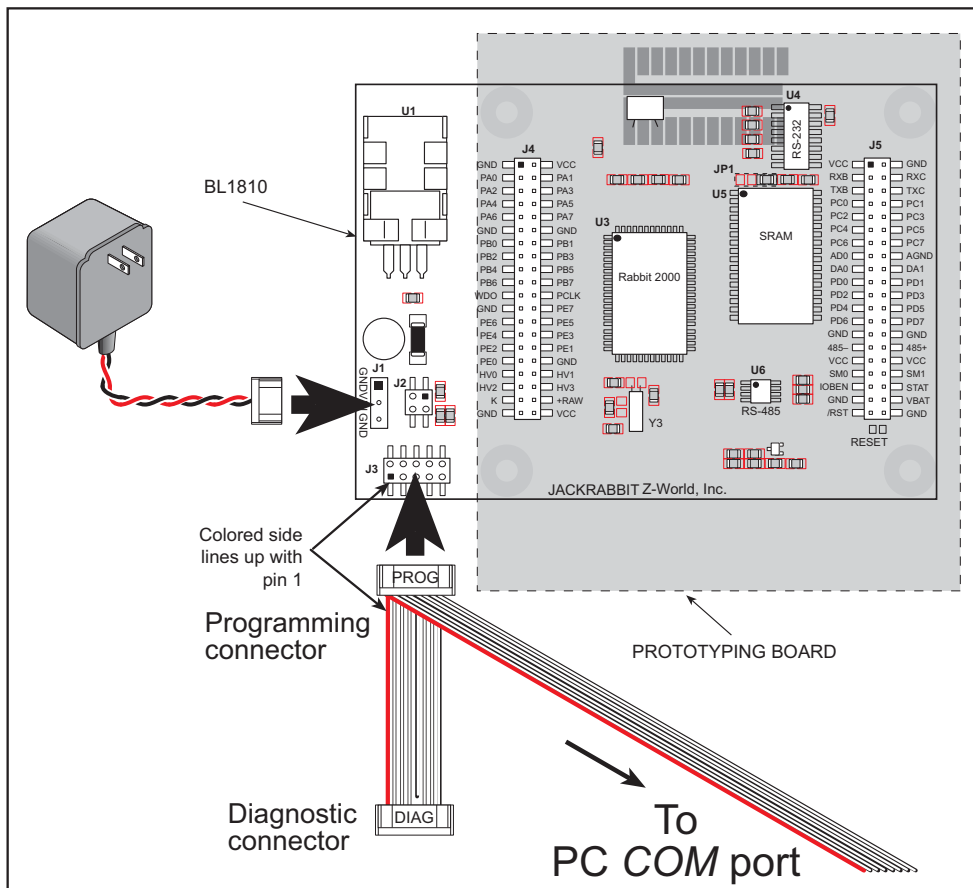 U1
BL1810
J4
GND VCC
PA0 PA1
PA2 PA3
PA4 PA5
PA6 PA7
GND GND
PB0 PB1
PB2 PB3
PB4 PB5
PB6 PB7
WDO PCLK
GND PE7
PE6 PE5
PE4 PE3
PE2 PE1
PE0 GND
HV0 HV1
HV2 HV3
K +RAW
GND VCC
U4
RS-232
JP1
U5
SRAM
U3
Rabbit 2000
J5
VCC GND
RXB RXC
TXB TXC
PC0 PC1
PC2 PC3
PC4 PC5
PC6 PC7
AD0 AGND
DA0 DA1
PD0 PD1
PD2 PD3
PD4 PD5
PD6 PD7
GND GND
485– 485+
VCC VCC
SM0 SM1
IOBEN STAT
GND VBAT
/RST GND
RESET
J1
J2
GND
GND
J3
U6
RS-485
Y3
JACKRABBIT Z-World, Inc.
Colored side
lines up with
pin 1
PROG
Programming
connector
PROTOTYPING BOARD
Diagnostic
connector
DIAG
To
PC COM port